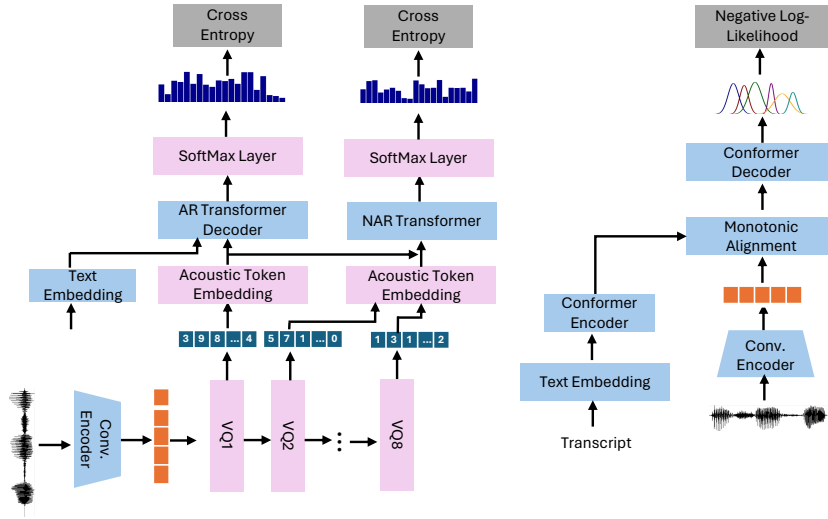 Cross
Entropy
Cross
Entropy
SoftMax Layer
SoftMax Layer
AR Transformer
Decoder
NAR Transformer
Text
Embedding
Acoustic Token
Embedding
Acoustic Token
Embedding
3 9 8 ... 4
5 7 1 ... 0
1 3 1 ... 2
Conv.
Encoder
VQ1
VQ2
VQ8
Negative Log-
Likelihood
Conformer
Decoder
Monotonic
Alignment
Conformer
Encoder
Conv.
Encoder
Text Embedding
Transcript